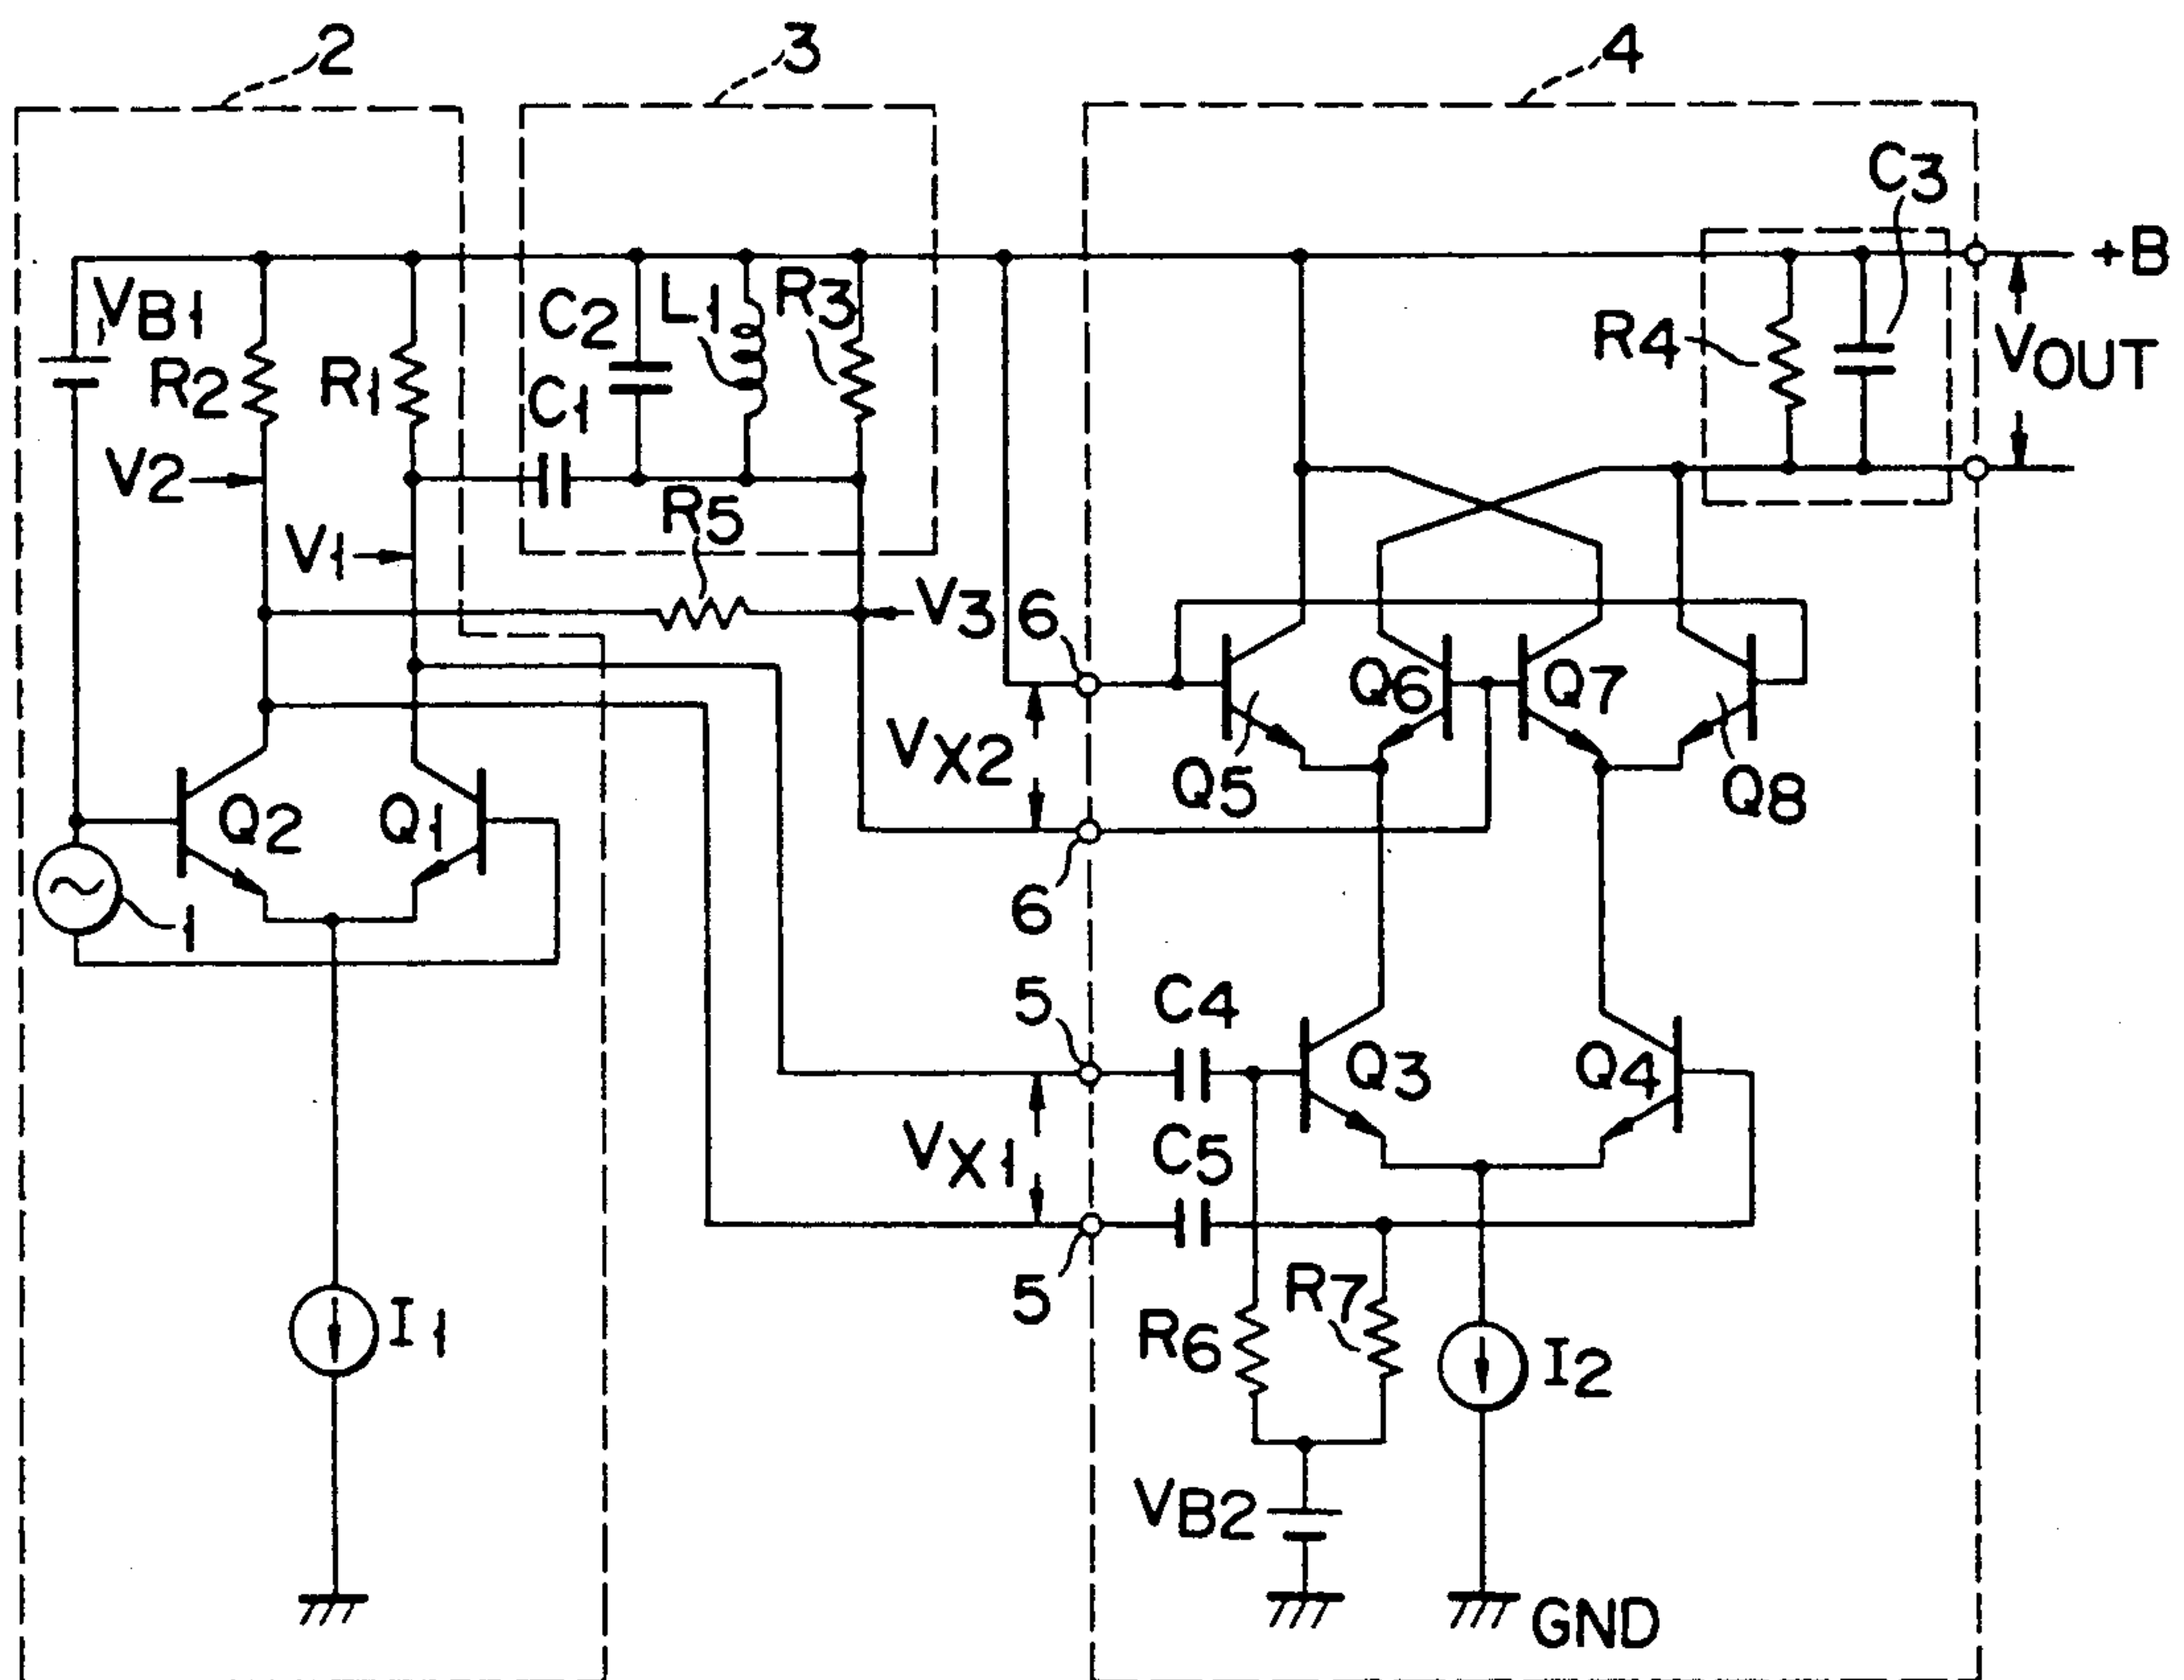 2
3
4
C3
+B
VB1
R2
R1
C2
L1
R3
R4
VOUT
C1
V2
R5
V1
V3
6
VX2
Q5
Q6
Q7
Q8
Q2
Q1
1
6
5
C4
Q3
Q4
VX1
C5
5
R6
R7
I1
I2
VB2
GND